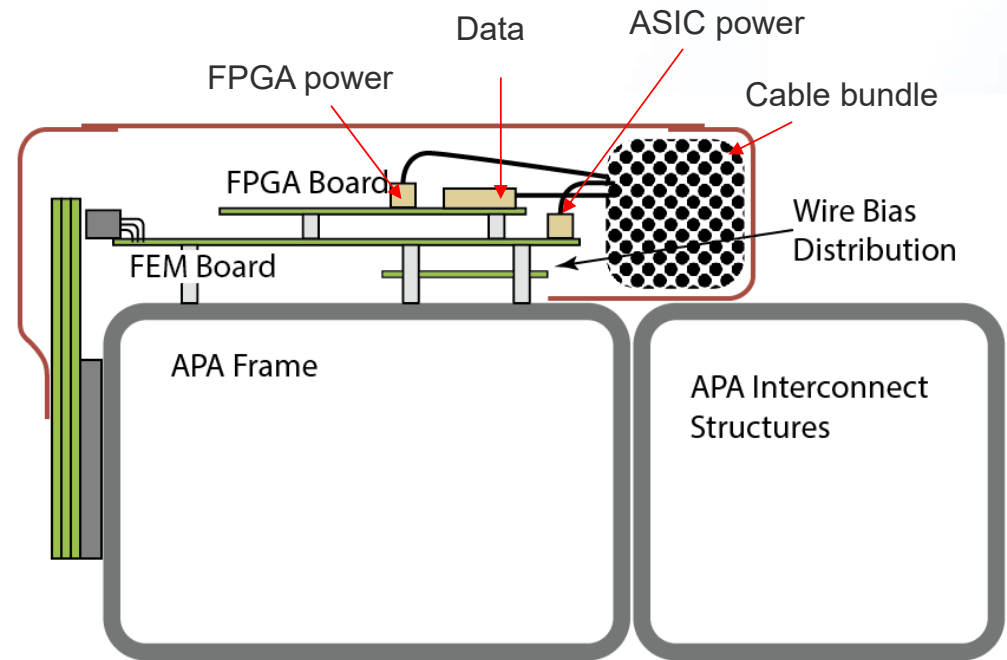 Data
ASIC power
FPGA power
Cable bundle
FPGA Board
Wire Bias
Distribution
FEM Board
APA Frame
APA Interconnect
Structures